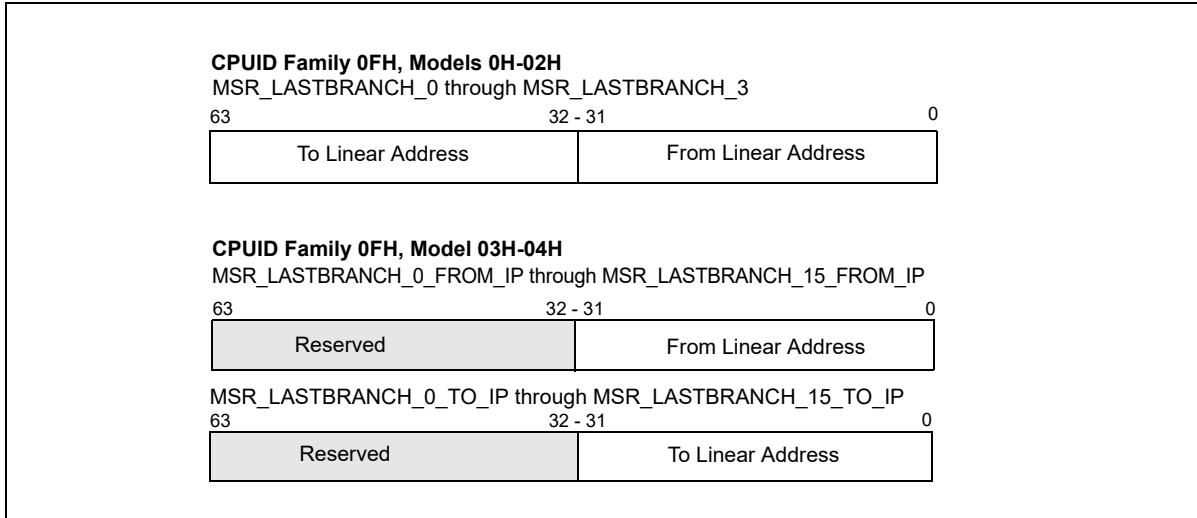 CPUID Family 0FH, Models 0H-02H
MSR_LASTBRANCH_0 through MSR_LASTBRANCH_3
63 32 - 31 0
To Linear Address From Linear Address
CPUID Family 0FH, Model 03H-04H
MSR_LASTBRANCH_0_FROM_IP through MSR_LASTBRANCH_15_FROM_IP
63 32 - 31 0
Reserved From Linear Address
MSR_LASTBRANCH_0_TO_IP through MSR_LASTBRANCH_15_TO_IP
63 32 - 31 0
Reserved To Linear Address